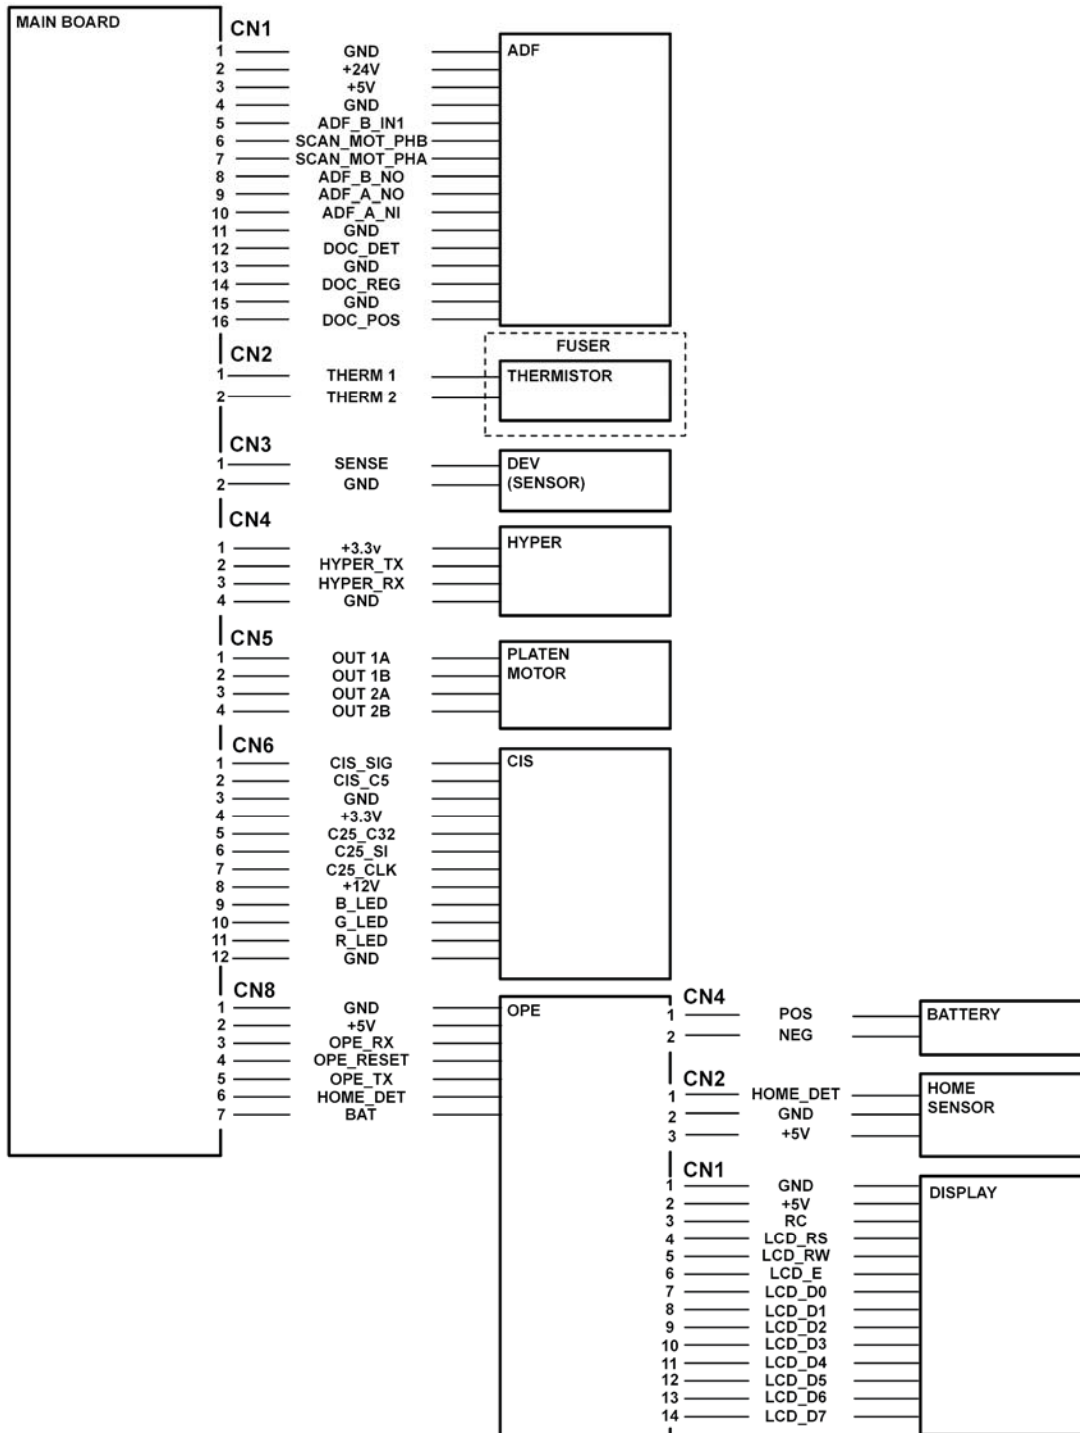 MAIN BOARD
CN1
1 GND ADF
2 +24V
3 +5V
4 GND
5 ADF_B_IN1
6 SCAN_MOT_PHB
7 SCAN_MOT_PHA
8 ADF_B_NO
9 ADF_A_NO
10 ADF_A_NI
11 GND
12 DOC_DET
13 GND
14 DOC_REG
15 GND
16 DOC_POS
FUSER
CN2
1 THERM 1 THERMISTOR
2 THERM 2
CN3
1 SENSE DEV
2 GND (SENSOR)
CN4
1 +3.3v HYPER
2 HYPER_TX
3 HYPER_RX
4 GND
CN5
1 OUT 1A PLATEN
2 OUT 1B MOTOR
3 OUT 2A
4 OUT 2B
CN6
1 CIS_SIG CIS
2 CIS_C5
3 GND
4 +3.3V
5 C25_C32
6 C25_SI
7 C25_CLK
8 +12V
9 B_LED
10 G_LED
11 R_LED
12 GND
CN8
1 GND OPE
2 +5V
3 OPE_RX
4 OPE_RESET
5 OPE_TX
6 HOME_DET
7 BAT
CN4
1 POS BATTERY
2 NEG
CN2
1 HOME_DET HOME
2 GND SENSOR
3 +5V
CN1
1 GND DISPLAY
2 +5V
3 RC
4 LCD_RS
5 LCD_RW
6 LCD_E
7 LCD_D0
8 LCD_D1
9 LCD_D2
10 LCD_D3
11 LCD_D4
12 LCD_D5
13 LCD_D6
14 LCD_D7